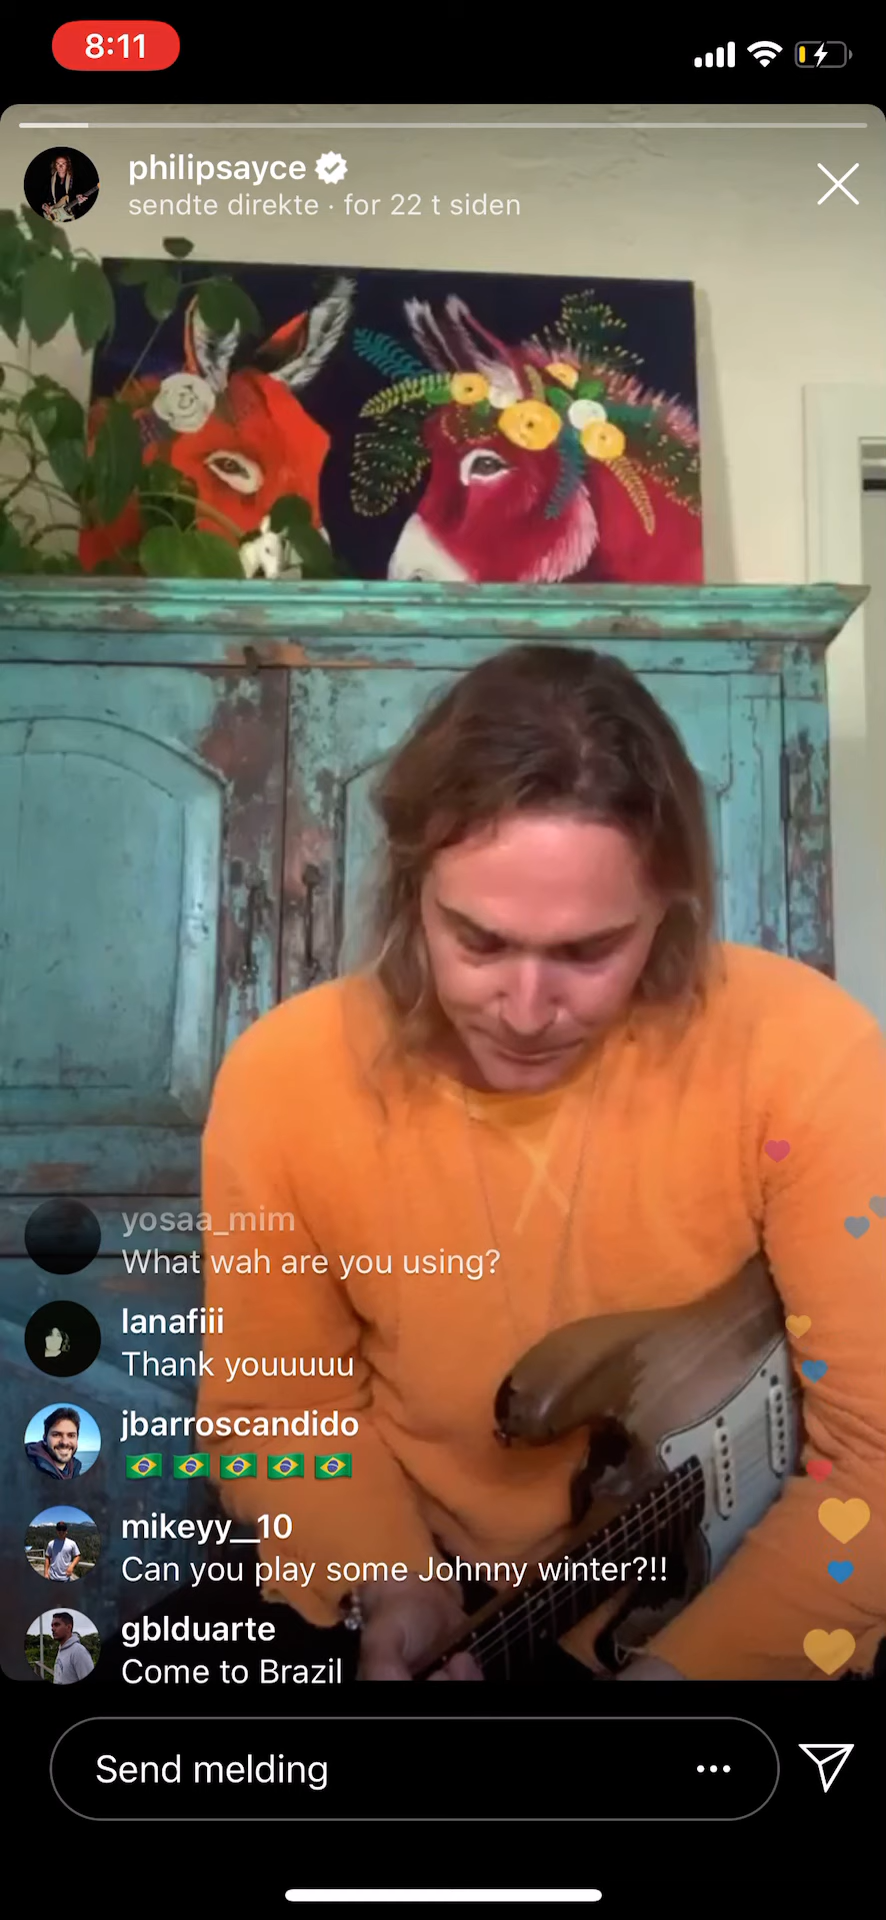 8:11
philipsayce
sendte direkte · for 22 t siden
yosaa_mim
What wah are you using?
lanafiii
Thank youuuuu
jbarroscandido
🇧🇷 🇧🇷 🇧🇷 🇧🇷 🇧🇷
mikeyy__10
Can you play some Johnny winter?!!
gblduarte
Come to Brazil
Send melding